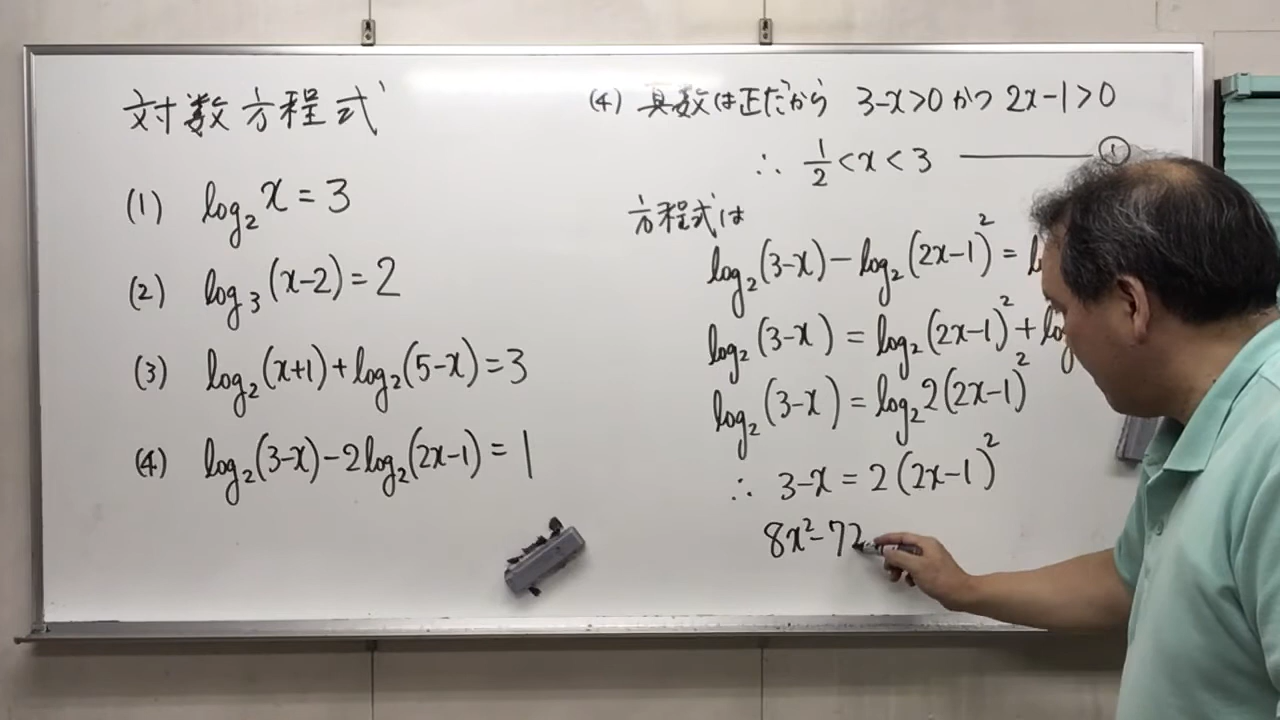 対数方程式
(1) log₂x=3
(2) log₃(x-2)=2
(3) log₂(x+1)+log₂(5-x)=3
(4) log₂(3-x)-2log₂(2x-1)=1
(4) 真数は正だから 3-x>0 かつ 2x-1>0
∴ 1/2<x<3 ①
方程式は
log₂(3-x)-log₂(2x-1)²=
log₂(3-x)=log₂(2x-1)²+log
log₂(3-x)=log₂2(2x-1)²
∴ 3-x=2(2x-1)²
8x²-7